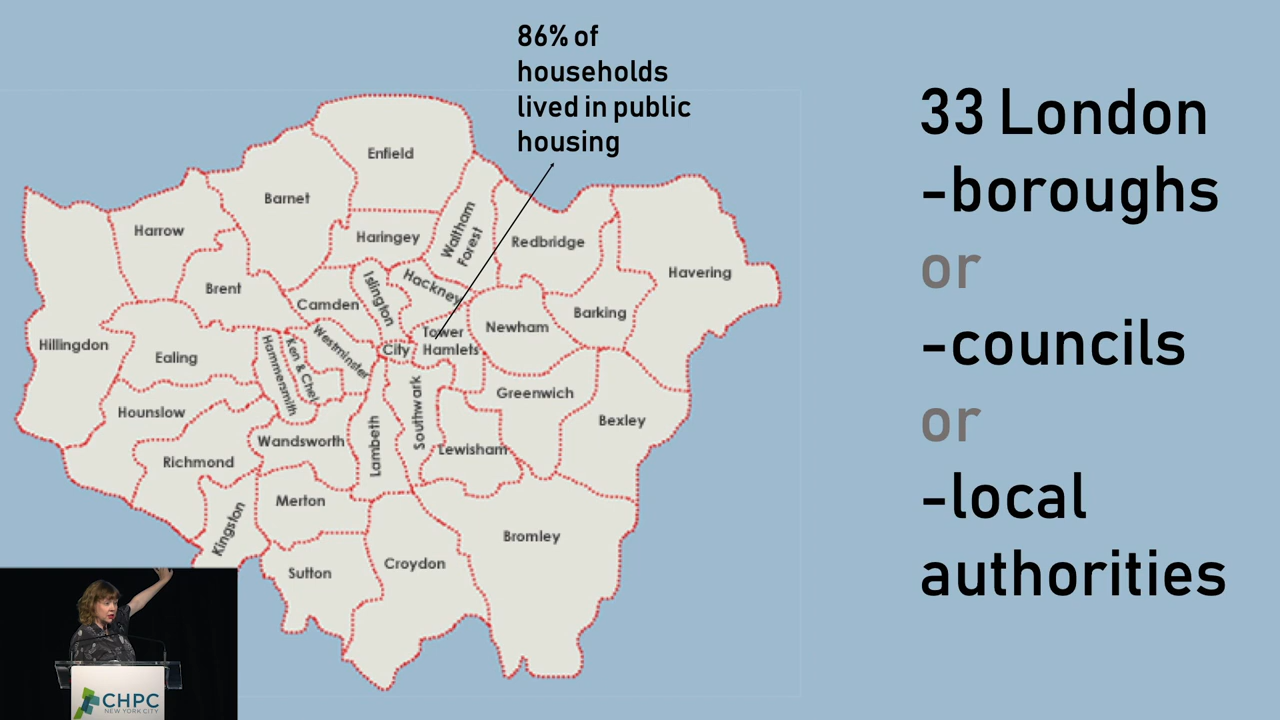 86% of
households
lived in public
housing
33 London
-boroughs
or
-councils
or
-local
authorities
Enfield
Barnet
Harrow
Haringey
Waltham
Forest
Redbridge
Havering
Brent
Camden
Islington
Hackney
Barking
Newham
Tower
Hamlets
City
Westminster
Ken & Chel
Hammersmith
Hillingdon
Ealing
Greenwich
Hounslow
Southwark
Bexley
Wandsworth
Lambeth
Lewisham
Richmond
Merton
Kingston
Bromley
Croydon
Sutton
CHPC
NEW YORK CITY